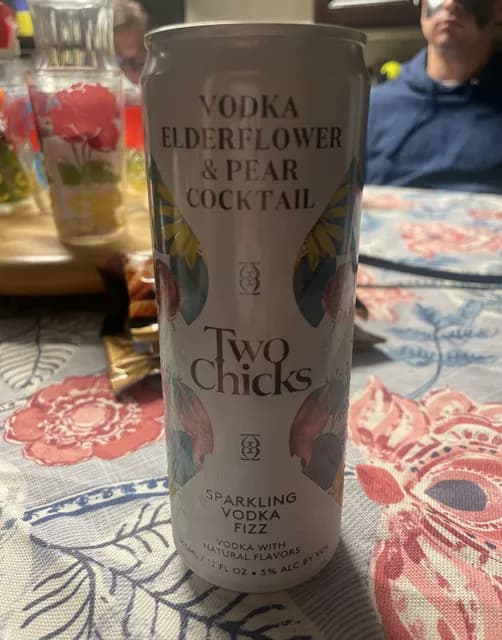 VODKA
ELDERFLOWER
& PEAR
COCKTAIL
Two
Chicks
SPARKLING
VODKA
FIZZ
VODKA WITH
NATURAL FLAVORS
/ 12 FL OZ • 5% ALC BY VOL